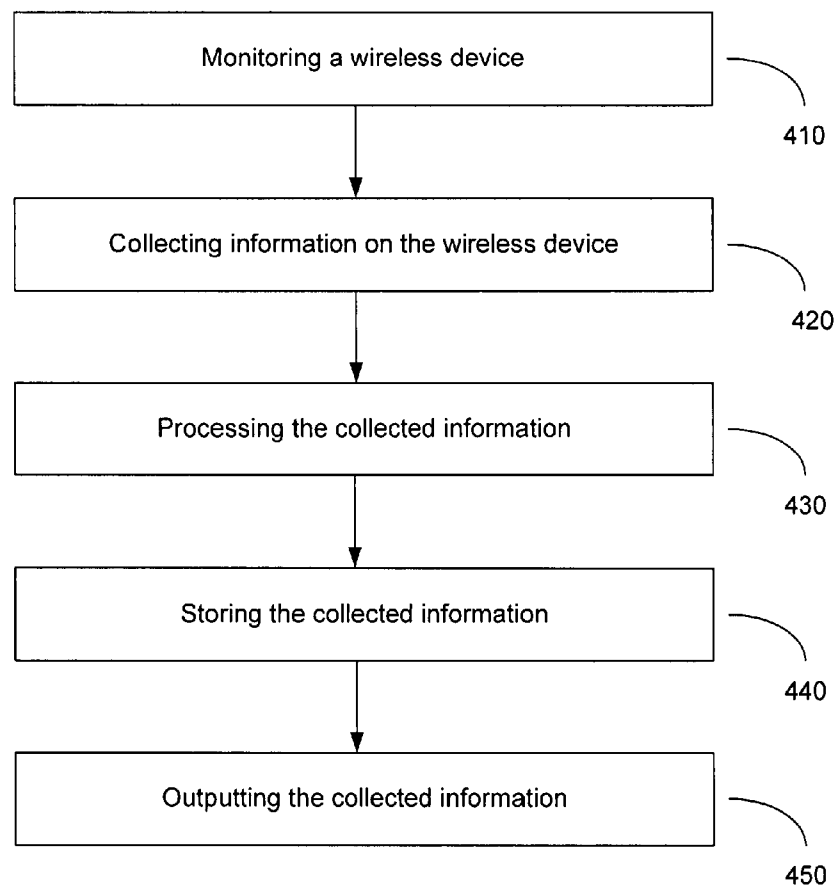 Monitoring a wireless device
410
Collecting information on the wireless device
420
Processing the collected information
430
Storing the collected information
440
Outputting the collected information
450